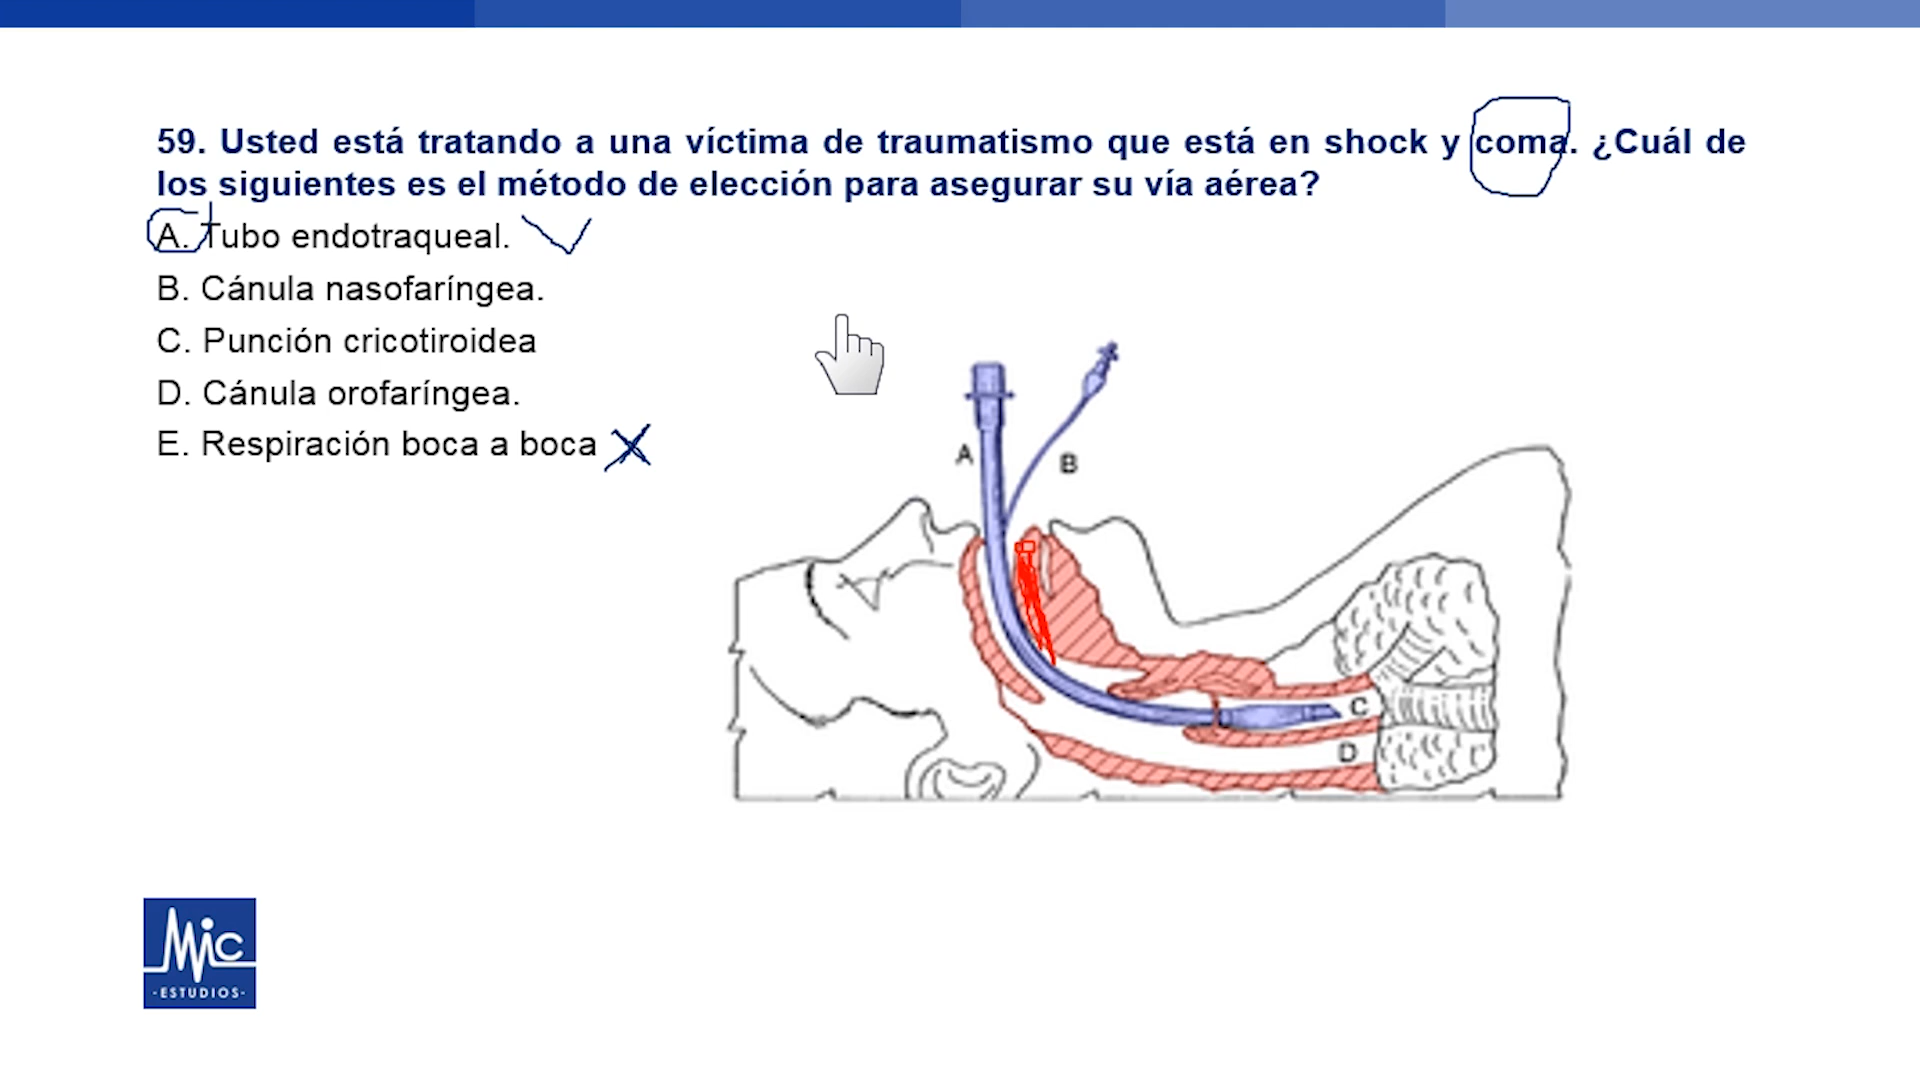 59. Usted está tratando a una víctima de traumatismo que está en shock y coma. ¿Cuál de
los siguientes es el método de elección para asegurar su vía aérea?
A. Tubo endotraqueal.
B. Cánula nasofaríngea.
C. Punción cricotiroidea
D. Cánula orofaríngea.
E. Respiración boca a boca
A
B
C
D
Mic
·ESTUDIOS·